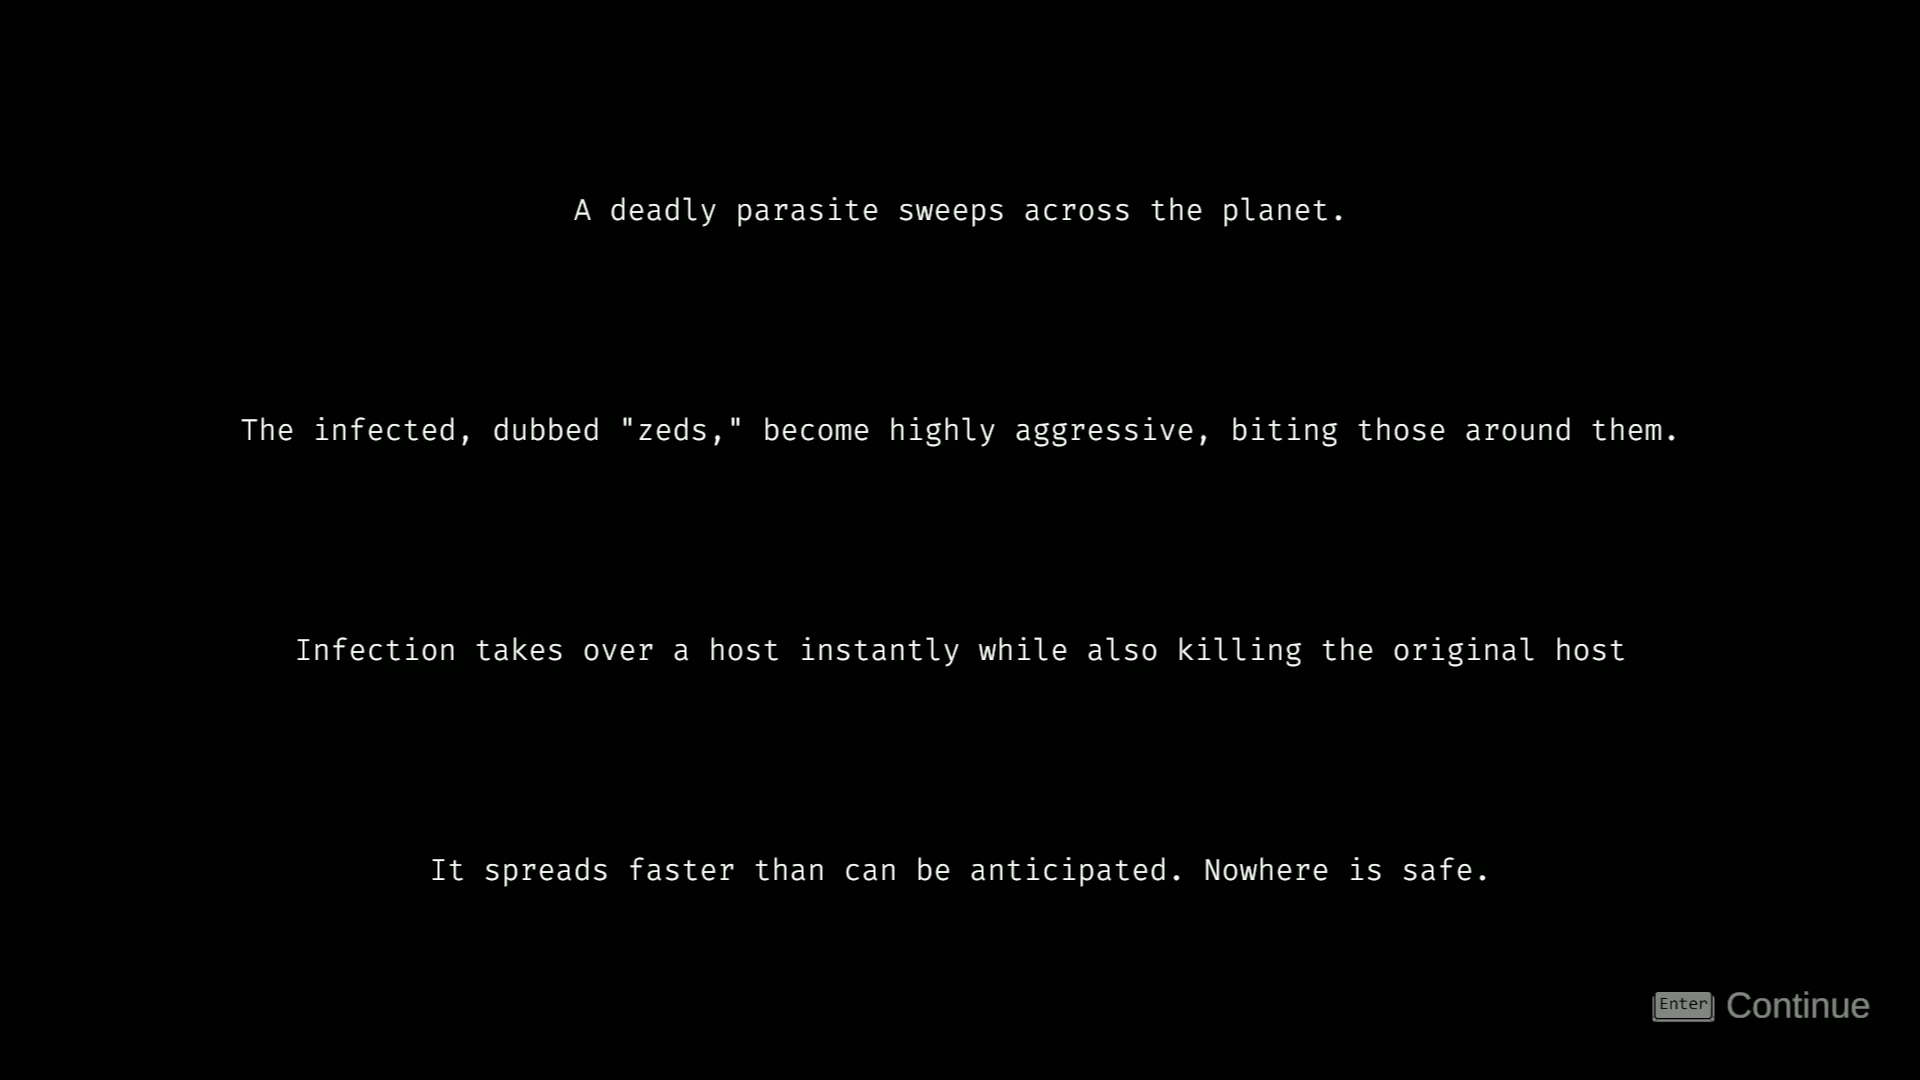 A deadly parasite sweeps across the planet.
The infected, dubbed "zeds," become highly aggressive, biting those around them.
Infection takes over a host instantly while also killing the original host
It spreads faster than can be anticipated. Nowhere is safe.
Enter Continue